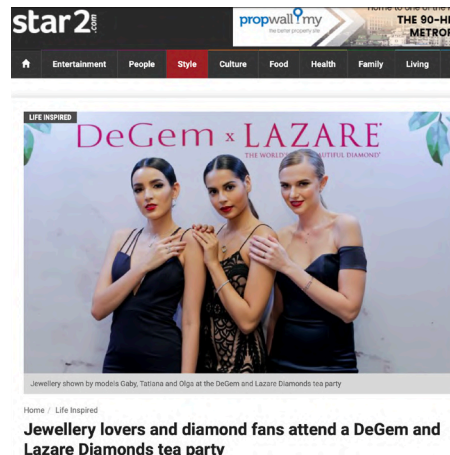 star2.com
propwall my
the better property site
THE 90-
METRO
Entertainment People Style Culture Food Health Family Living
LIFE INSPIRED
DeGem x LAZARE
THE WORLD'S
BEAUTIFUL DIAMOND
Jewellery shown by models Gaby, Tatiana and Olga at the DeGem and Lazare Diamonds tea party
Home / Life Inspired
Jewellery lovers and diamond fans attend a DeGem and
Lazare Diamonds tea party